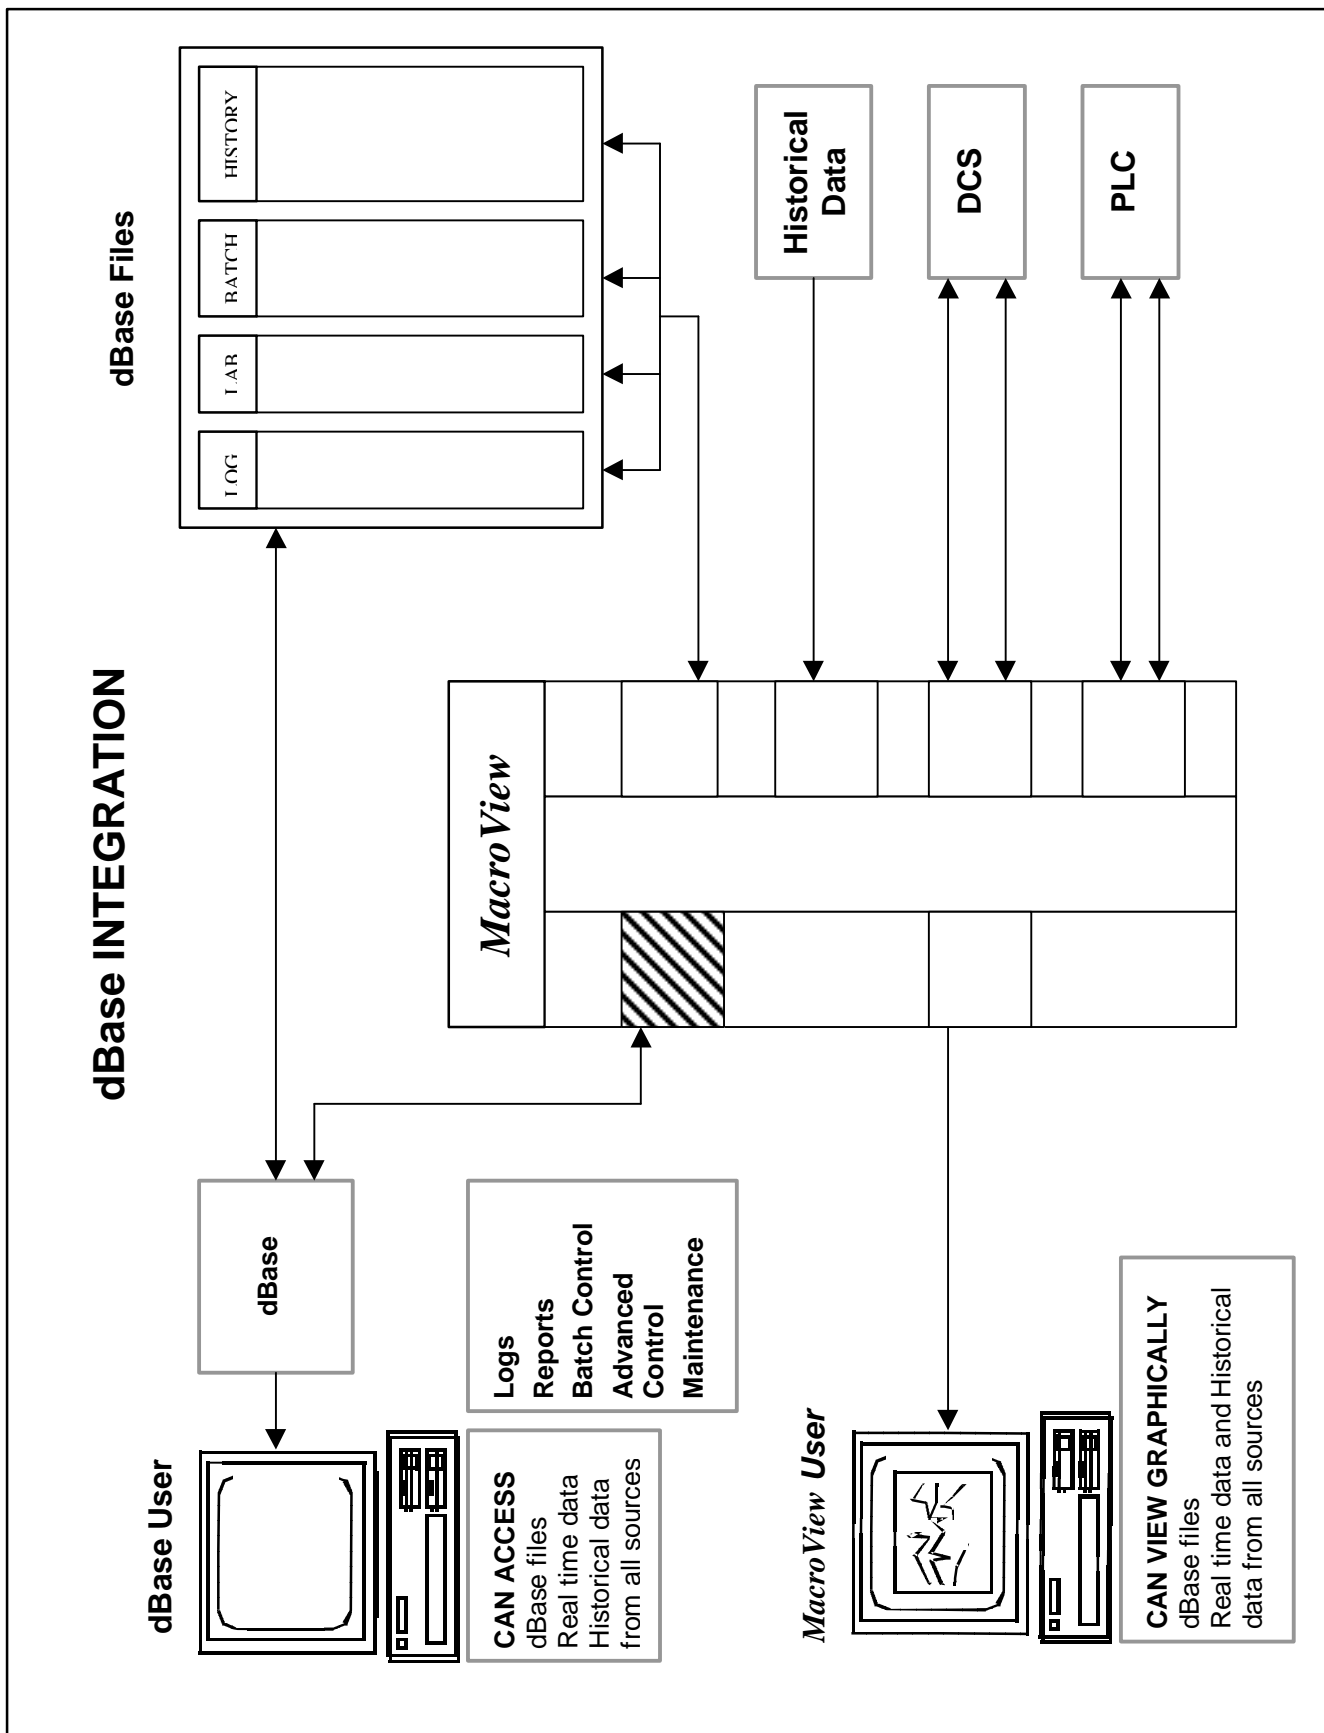 dBase INTEGRATION
dBase User
dBase
dBase Files
LOG
LAB
BATCH
HISTORY
CAN ACCESS
dBase files
Real time data
Historical data
from all sources
Logs
Reports
Batch Control
Advanced
Control
Maintenance
MacroView
Historical
Data
DCS
PLC
MacroView User
CAN VIEW GRAPHICALLY
dBase files
Real time data and Historical
data from all sources